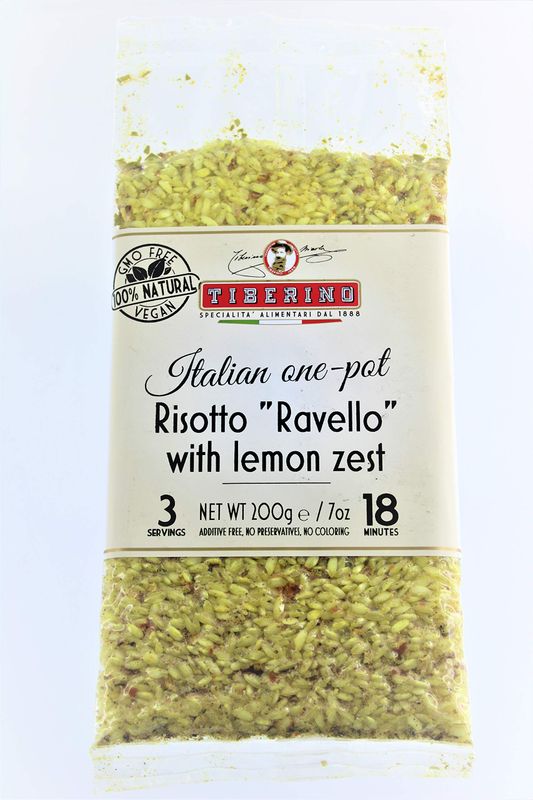 GMO FREE
100% NATURAL
VEGAN
TIBERINO
SPECIALITA' ALIMENTARI DAL 1888
Italian one-pot
Risotto "Ravello"
with lemon zest
3
SERVINGS
NET WT 200g e / 7oz
ADDITIVE FREE, NO PRESERVATIVES, NO COLORING
18
MINUTES